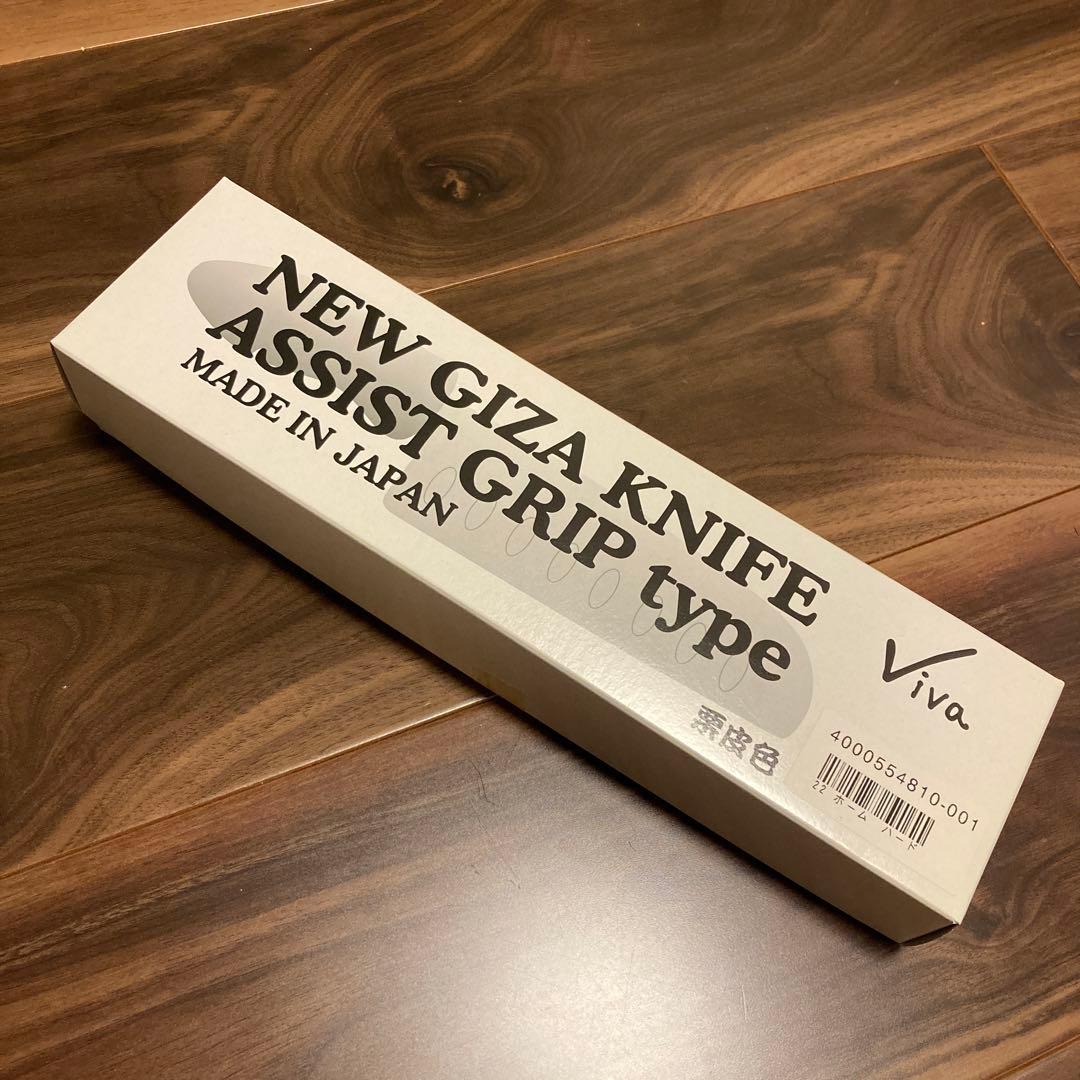 NEW GIZA KNIFE
ASSIST GRIP type
MADE IN JAPAN
Viva
栗皮色
4000554810-001
22 ホーム ハード